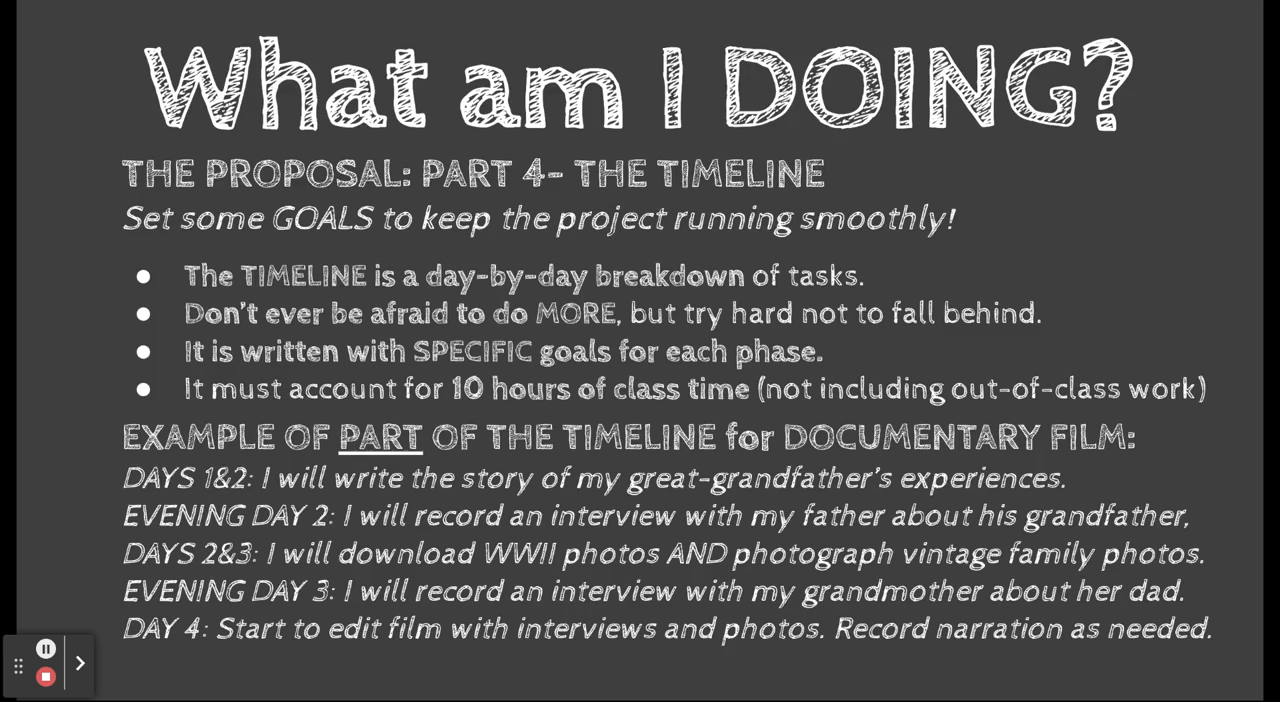 What am I DOING?
THE PROPOSAL: PART 4- THE TIMELINE
Set some GOALS to keep the project running smoothly!
● The TIMELINE is a day-by-day breakdown of tasks.
● Don't ever be afraid to do MORE, but try hard not to fall behind.
● It is written with SPECIFIC goals for each phase.
● It must account for 10 hours of class time (not including out-of-class work)
EXAMPLE OF PART OF THE TIMELINE for DOCUMENTARY FILM:
DAYS 1&2: I will write the story of my great-grandfather's experiences.
EVENING DAY 2: I will record an interview with my father about his grandfather,
DAYS 2&3: I will download WWII photos AND photograph vintage family photos.
EVENING DAY 3: I will record an interview with my grandmother about her dad.
DAY 4: Start to edit film with interviews and photos. Record narration as needed.